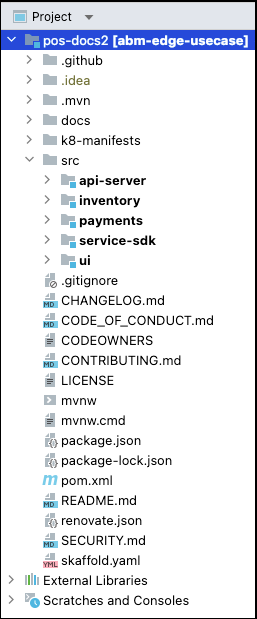 Project
pos-docs2 [abm-edge-usecase]
.github
.idea
.mvn
docs
k8-manifests
src
api-server
inventory
payments
service-sdk
ui
.gitignore
CHANGELOG.md
CODE_OF_CONDUCT.md
CODEOWNERS
CONTRIBUTING.md
LICENSE
mvnw
mvnw.cmd
package.json
package-lock.json
pom.xml
README.md
renovate.json
SECURITY.md
skaffold.yaml
External Libraries
Scratches and Consoles